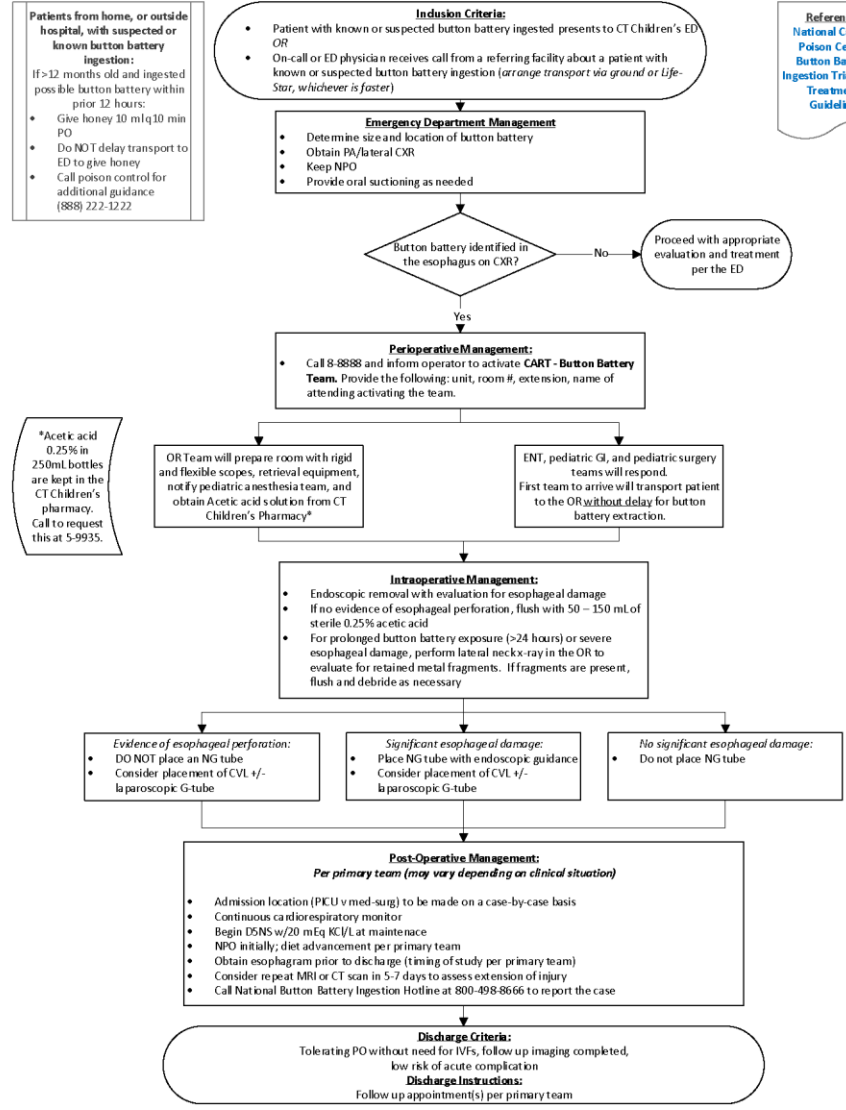 Patients from home, or outside
hospital, with suspected or
known button battery
ingestion:
If >12 months old and ingested
possible button battery within
prior 12 hours:
• Give honey 10 ml q 10 min
PO
• Do NOT delay transport to
ED to give honey
• Call poison control for
additional guidance
(888) 222-1222
Inclusion Criteria:
• Patient with known or suspected button battery ingested presents to CT Children's ED
OR
• On-call or ED physician receives call from a referring facility about a patient with
known or suspected button battery ingestion (arrange transport via ground or Life-
Star, whichever is faster)
Referen
National C
Poison Ce
Button Ba
Ingestion Tri
Treatme
Guideli
Emergency Department Management
• Determine size and location of button battery
• Obtain PA/lateral CXR
• Keep NPO
• Provide oral suctioning as needed
Button battery identified in
the esophagus on CXR?
No
Proceed with appropriate
evaluation and treatment
per the ED
Yes
Perioperative Management:
• Call 8-8888 and inform operator to activate CART - Button Battery
Team. Provide the following: unit, room #, extension, name of
attending activating the team.
*Acetic acid
0.25% in
250mL bottles
are kept in the
CT Children's
pharmacy.
Call to request
this at 5-9935.
OR Team will prepare room with rigid
and flexible scopes, retrieval equipment,
notify pediatric anesthesia team, and
obtain Acetic acid solution from CT
Children's Pharmacy*
ENT, pediatric GI, and pediatric surgery
teams will respond.
First team to arrive will transport patient
to the OR without delay for button
battery extraction.
Intraoperative Management:
• Endoscopic removal with evaluation for esophageal damage
• If no evidence of esophageal perforation, flush with 50 – 150 mL of
sterile 0.25% acetic acid
• For prolonged button battery exposure (>24 hours) or severe
esophageal damage, perform lateral neck x-ray in the OR to
evaluate for retained metal fragments. If fragments are present,
flush and debride as necessary
Evidence of esophageal perforation:
• DO NOT place an NG tube
• Consider placement of CVL +/-
laparoscopic G-tube
Significant esophageal damage:
• Place NG tube with endoscopic guidance
• Consider placement of CVL +/-
laparoscopic G-tube
No significant esophageal damage:
• Do not place NG tube
Post-Operative Management:
Per primary team (may vary depending on clinical situation)
• Admission location (PICU v med-surg) to be made on a case-by-case basis
• Continuous cardiorespiratory monitor
• Begin D5NS w/20 mEq KCl/L at maintenace
• NPO initially; diet advancement per primary team
• Obtain esophagram prior to discharge (timing of study per primary team)
• Consider repeat MRI or CT scan in 5-7 days to assess extension of injury
• Call National Button Battery Ingestion Hotline at 800-498-8666 to report the case
Discharge Criteria:
Tolerating PO without need for IVFs, follow up imaging completed,
low risk of acute complication
Discharge Instructions:
Follow up appointment(s) per primary team